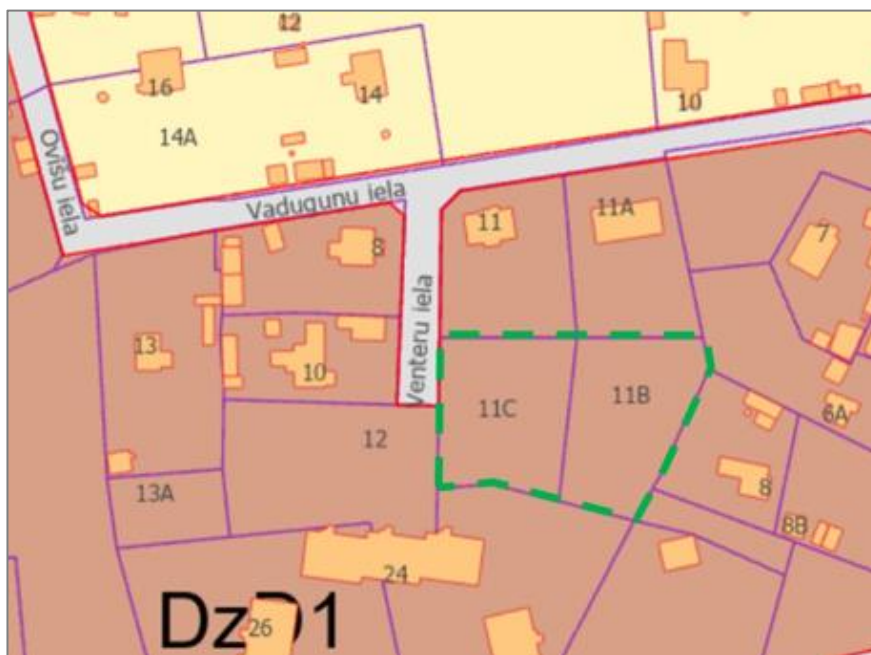 12
16
14
10
14A
Ovišu iela
Vadugunu iela
11
11A
8
7
Venteru iela
13
10
11C
11B
6A
12
13A
8
8B
24
DzD1
26